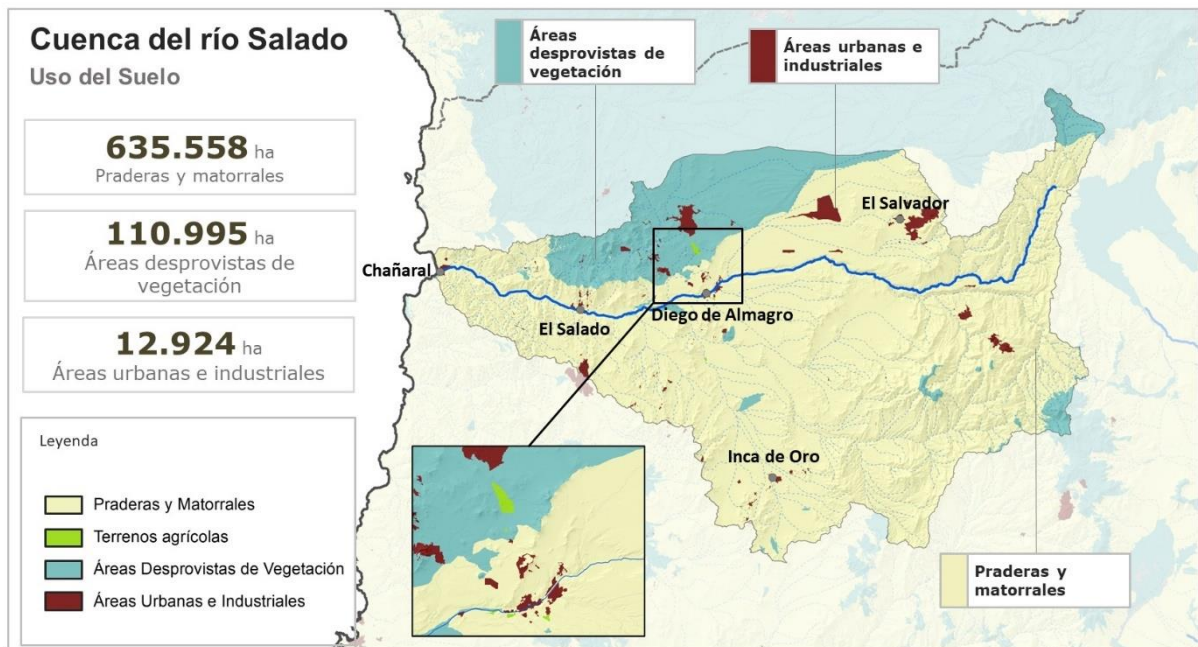 Cuenca del río Salado
Uso del Suelo
635.558 ha
Praderas y matorrales
110.995 ha
Áreas desprovistas de
vegetación
12.924 ha
Áreas urbanas e industriales
Leyenda
Praderas y Matorrales
Terrenos agrícolas
Áreas Desprovistas de Vegetación
Áreas Urbanas e Industriales
Áreas
desprovistas de
vegetación
Áreas urbanas e
industriales
El Salvador
Chañaral
El Salado
Diego de Almagro
Inca de Oro
Praderas y
matorrales